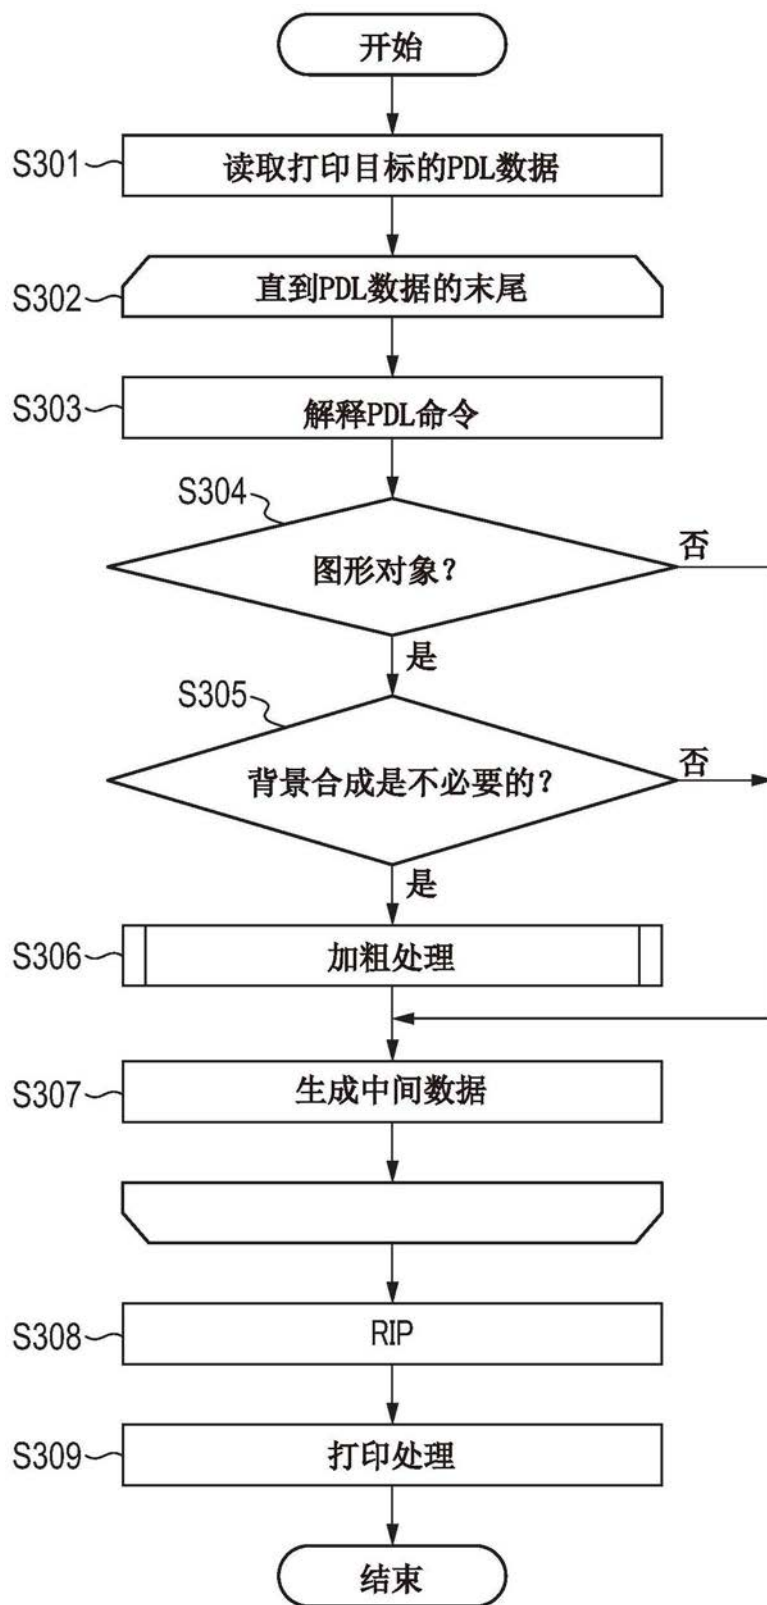 开始
S301
读取打印目标的PDL数据
S302
直到PDL数据的末尾
S303
解释PDL命令
S304
图形对象?
否
是
S305
背景合成是不必要的?
否
是
S306
加粗处理
S307
生成中间数据
S308
RIP
S309
打印处理
结束